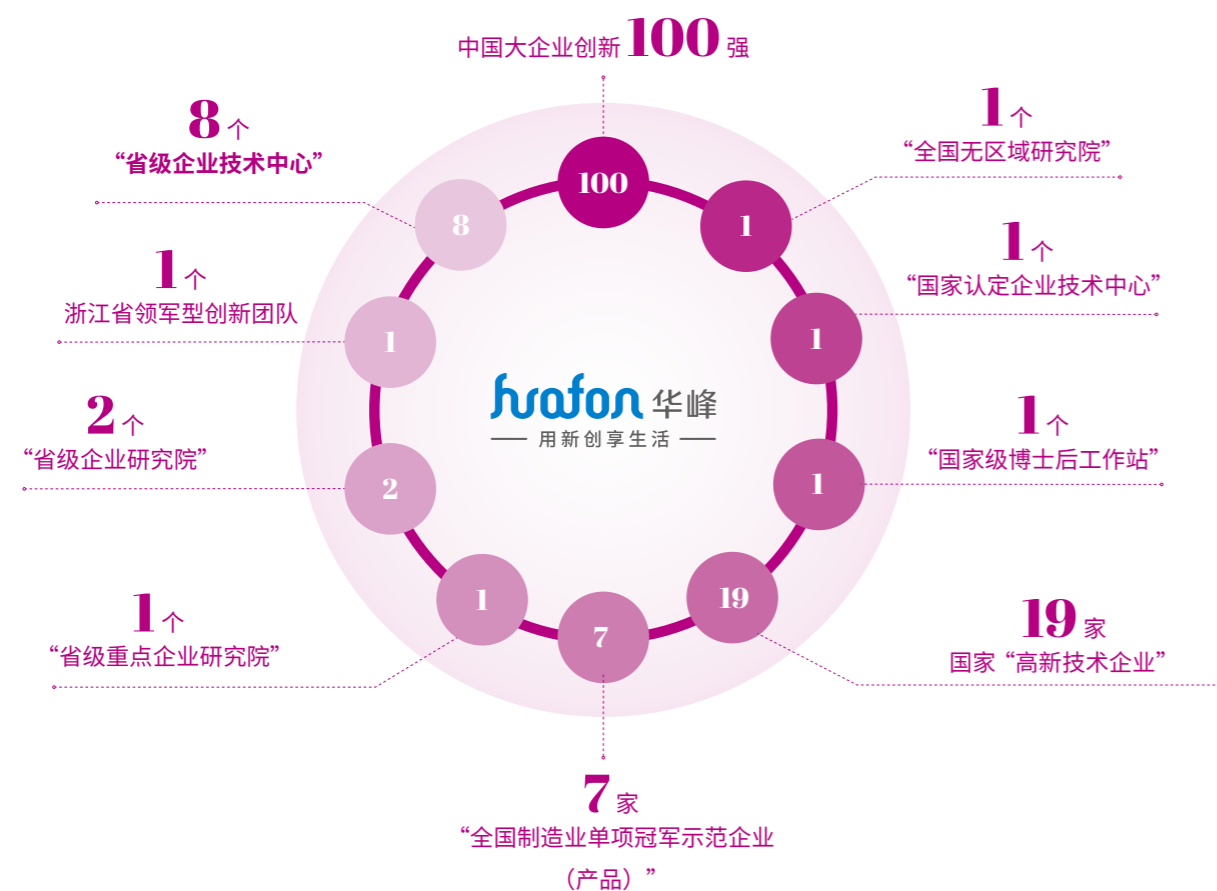 中国大企业创新100强
1个
“全国无区域研究院”
1个
“国家认定企业技术中心”
1个
“国家级博士后工作站”
19家
国家“高新技术企业”
7家
“全国制造业单项冠军示范企业
（产品）”
1个
“省级重点企业研究院”
2个
“省级企业研究院”
1个
浙江省领军型创新团队
8个
“省级企业技术中心”
100
1
1
1
19
7
1
2
1
8
huafon 华峰
用新创享生活